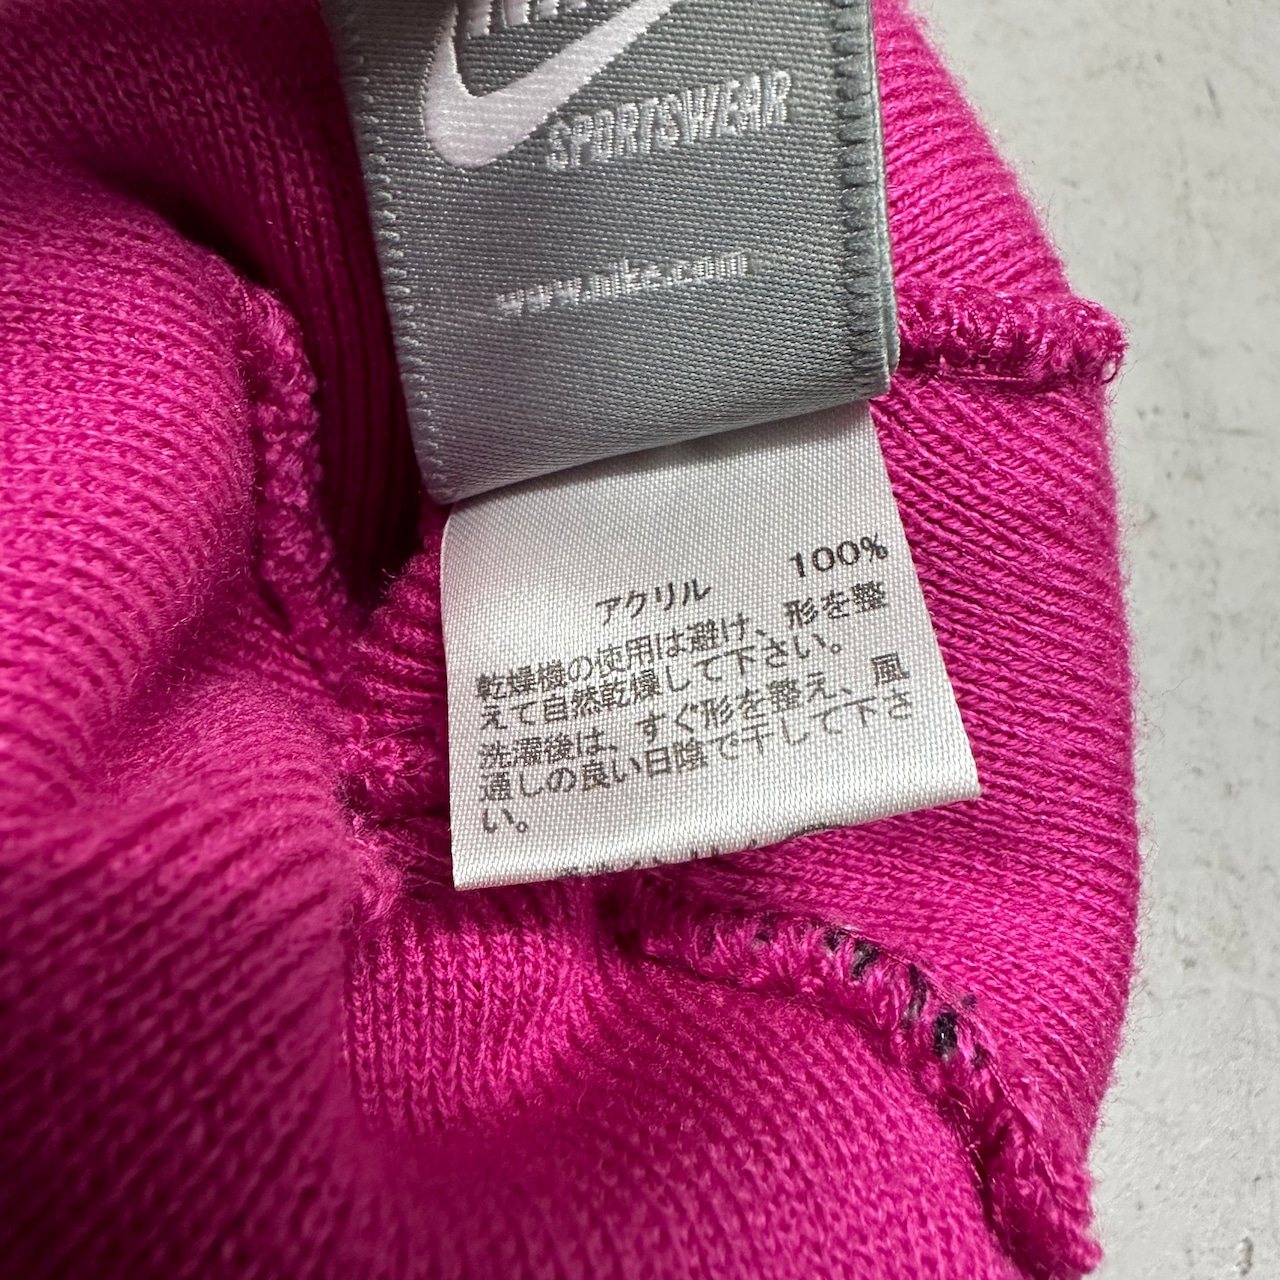 SPORTSWEAR
www.nike.com
アクリル 100%
乾燥機の使用は避け、形を整
えて自然乾燥して下さい。
洗濯後は、すぐ形を整え、風
通しの良い日陰で干して下さ
い。